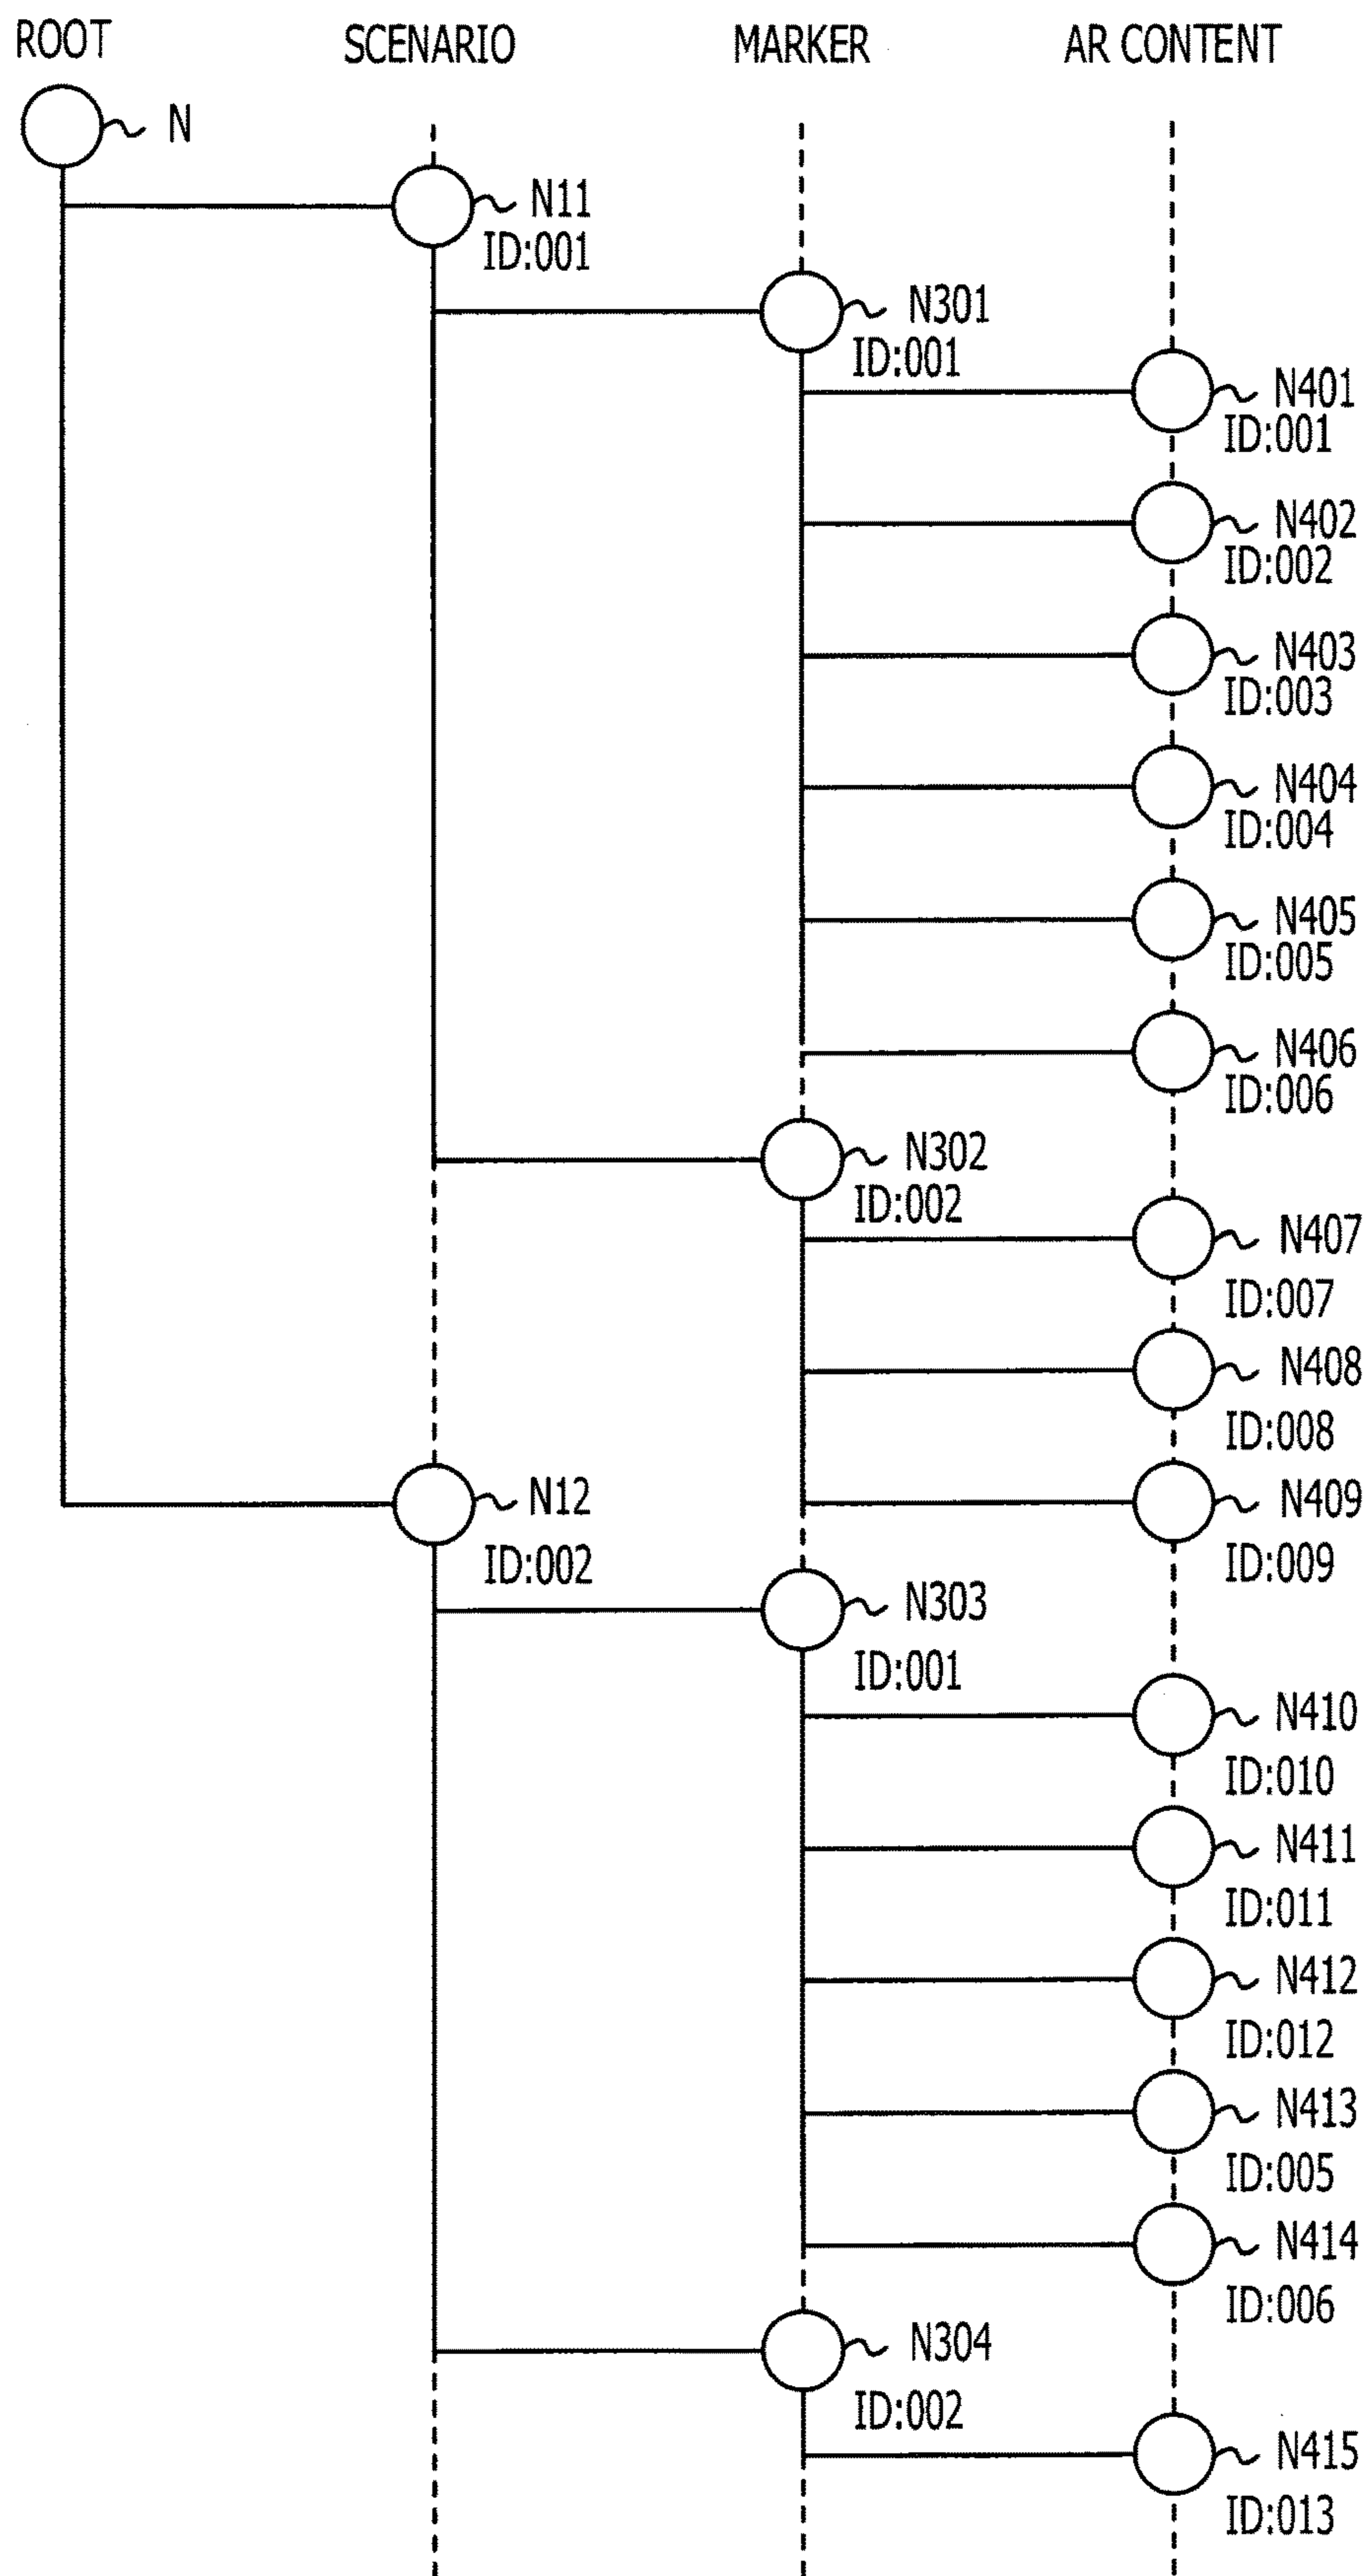 ROOT SCENARIO MARKER AR CONTENT
N
N11
ID:001
N301
ID:001
N401
ID:001
N402
ID:002
N403
ID:003
N404
ID:004
N405
ID:005
N406
ID:006
N302
ID:002
N407
ID:007
N408
ID:008
N409
ID:009
N12
ID:002
N303
ID:001
N410
ID:010
N411
ID:011
N412
ID:012
N413
ID:005
N414
ID:006
N304
ID:002
N415
ID:013